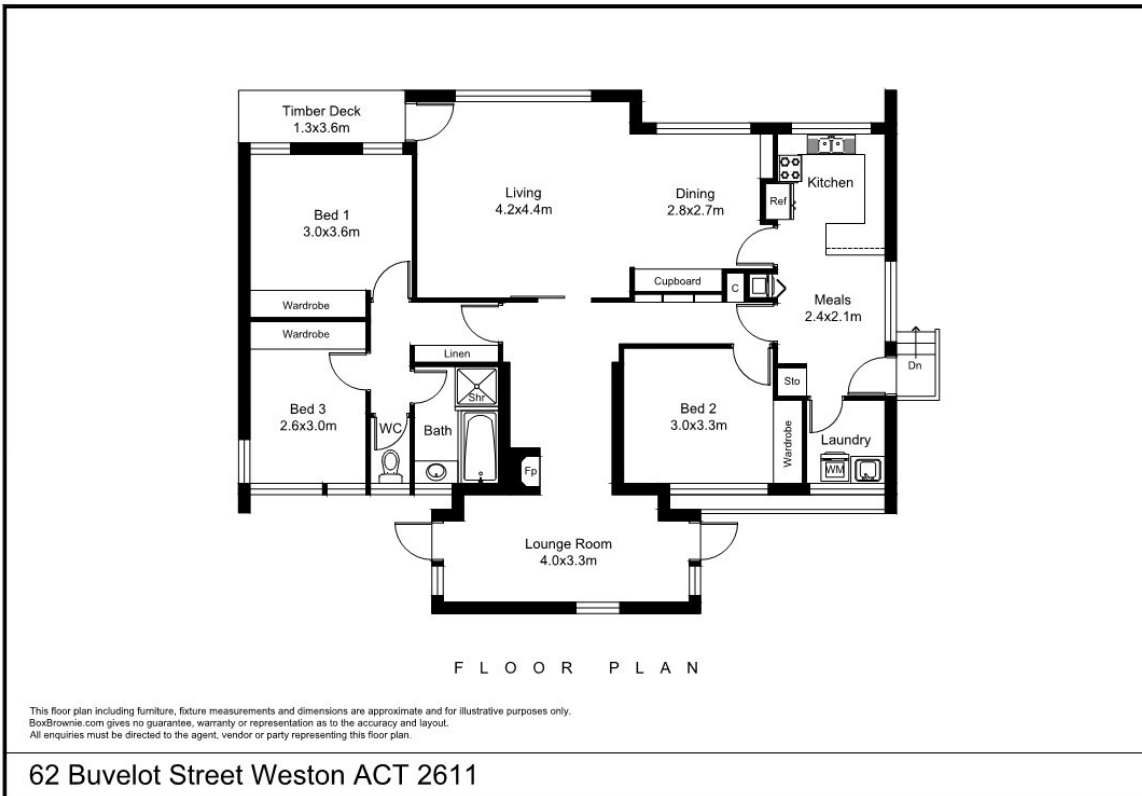 Timber Deck
1.3x3.6m
Living
4.2x4.4m
Dining
2.8x2.7m
Kitchen
Ref
Bed 1
3.0x3.6m
Cupboard
C
Meals
2.4x2.1m
Wardrobe
Wardrobe
Linen
Dn
Bed 3
2.6x3.0m
WC
Bath
Shr
Bed 2
3.0x3.3m
Sto
Wardrobe
Laundry
WM
Fp
Lounge Room
4.0x3.3m
FLOOR PLAN
This floor plan including furniture, fixture measurements and dimensions are approximate and for illustrative purposes only.
BoxBrownie.com gives no guarantee, warranty or representation as to the accuracy and layout.
All enquiries must be directed to the agent, vendor or party representing this floor plan.
62 Buvelot Street Weston ACT 2611